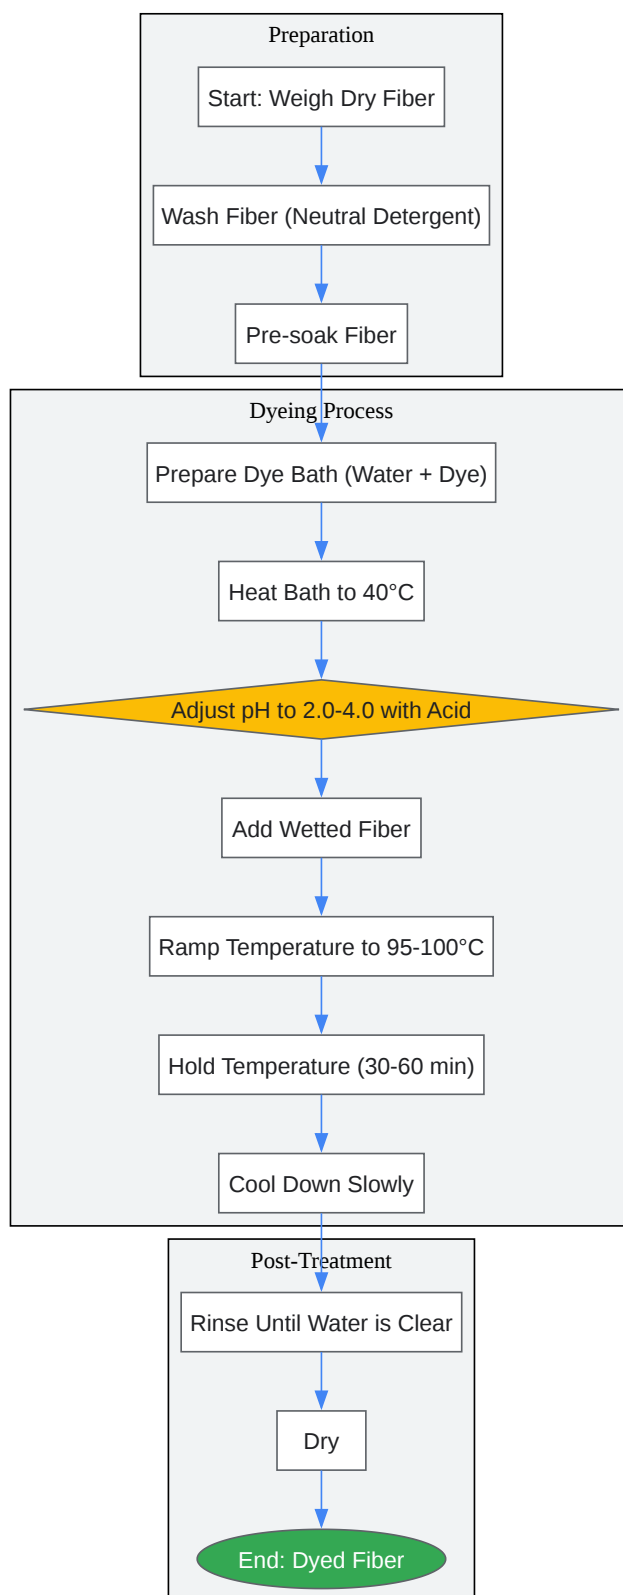 Preparation
Start: Weigh Dry Fiber
Wash Fiber (Neutral Detergent)
Pre-soak Fiber
Dyeing Process
Prepare Dye Bath (Water + Dye)
Heat Bath to 40°C
Adjust pH to 2.0-4.0 with Acid
Add Wetted Fiber
Ramp Temperature to 95-100°C
Hold Temperature (30-60 min)
Cool Down Slowly
Post-Treatment
Rinse Until Water is Clear
Dry
End: Dyed Fiber